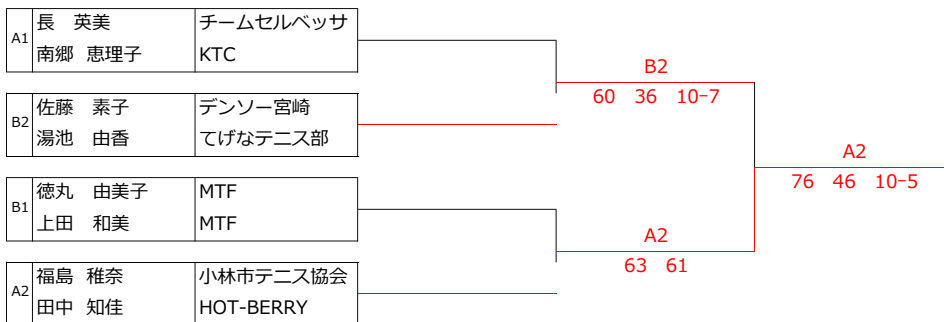 A1 長　英美 チームセルベッサ
南郷　恵理子 KTC
B2
60 36 10-7
B2 佐藤　素子 デンソー宮崎
湯池　由香 てげなテニス部
A2
76 46 10-5
B1 徳丸　由美子 MTF
上田　和美 MTF
A2
63 61
A2 福島　稚奈 小林市テニス協会
田中　知佳 HOT-BERRY